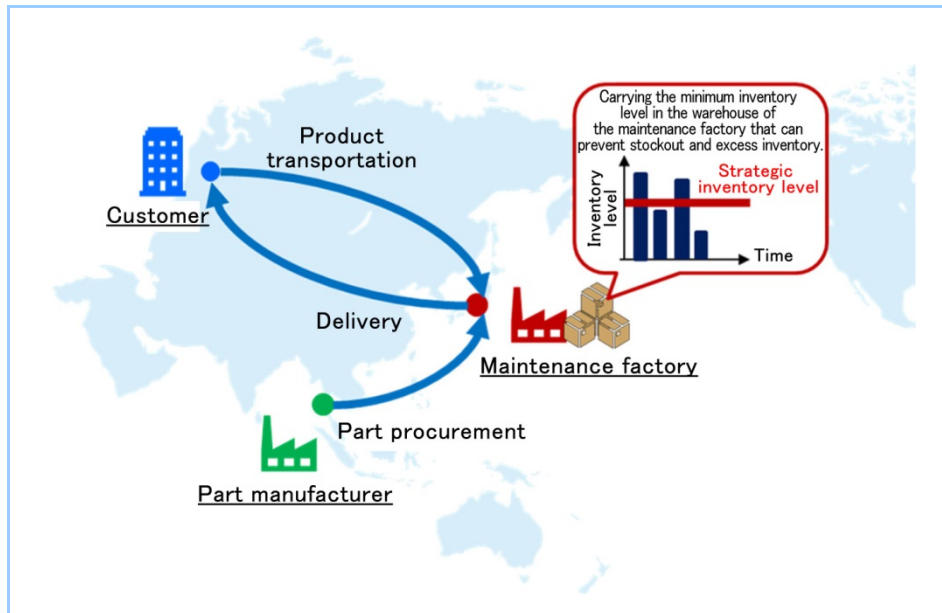 Carrying the minimum inventory
level in the warehouse of
the maintenance factory that can
prevent stockout and excess inventory.
Strategic
inventory level
Inventory
level
Time
Product
transportation
Customer
Delivery
Maintenance factory
Part procurement
Part manufacturer